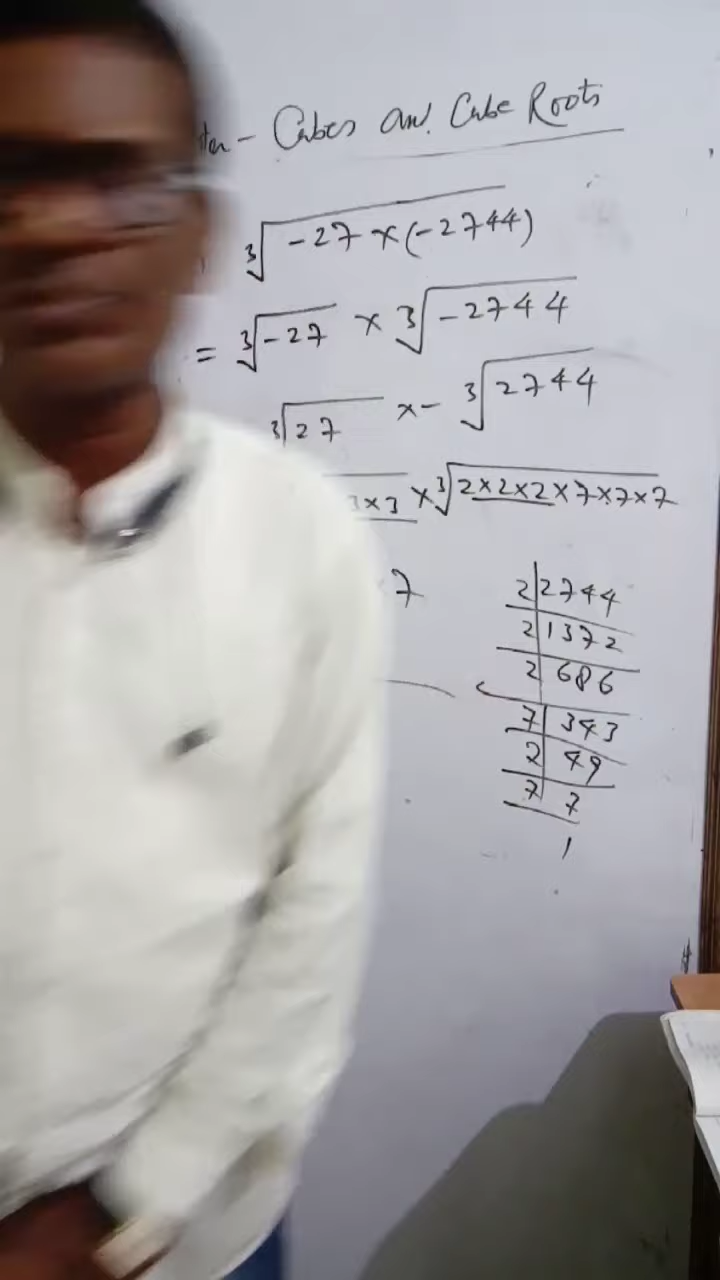 - Cubes and Cube Roots
∛-27 × (-2744)
= ∛-27 × ∛-2744
∛27 × - ∛2744
3×3 × ∛2×2×2×7×7×7
7
2 | 2744
2 | 1372
2 | 686
7 | 343
2 | 49
7 | 7
1